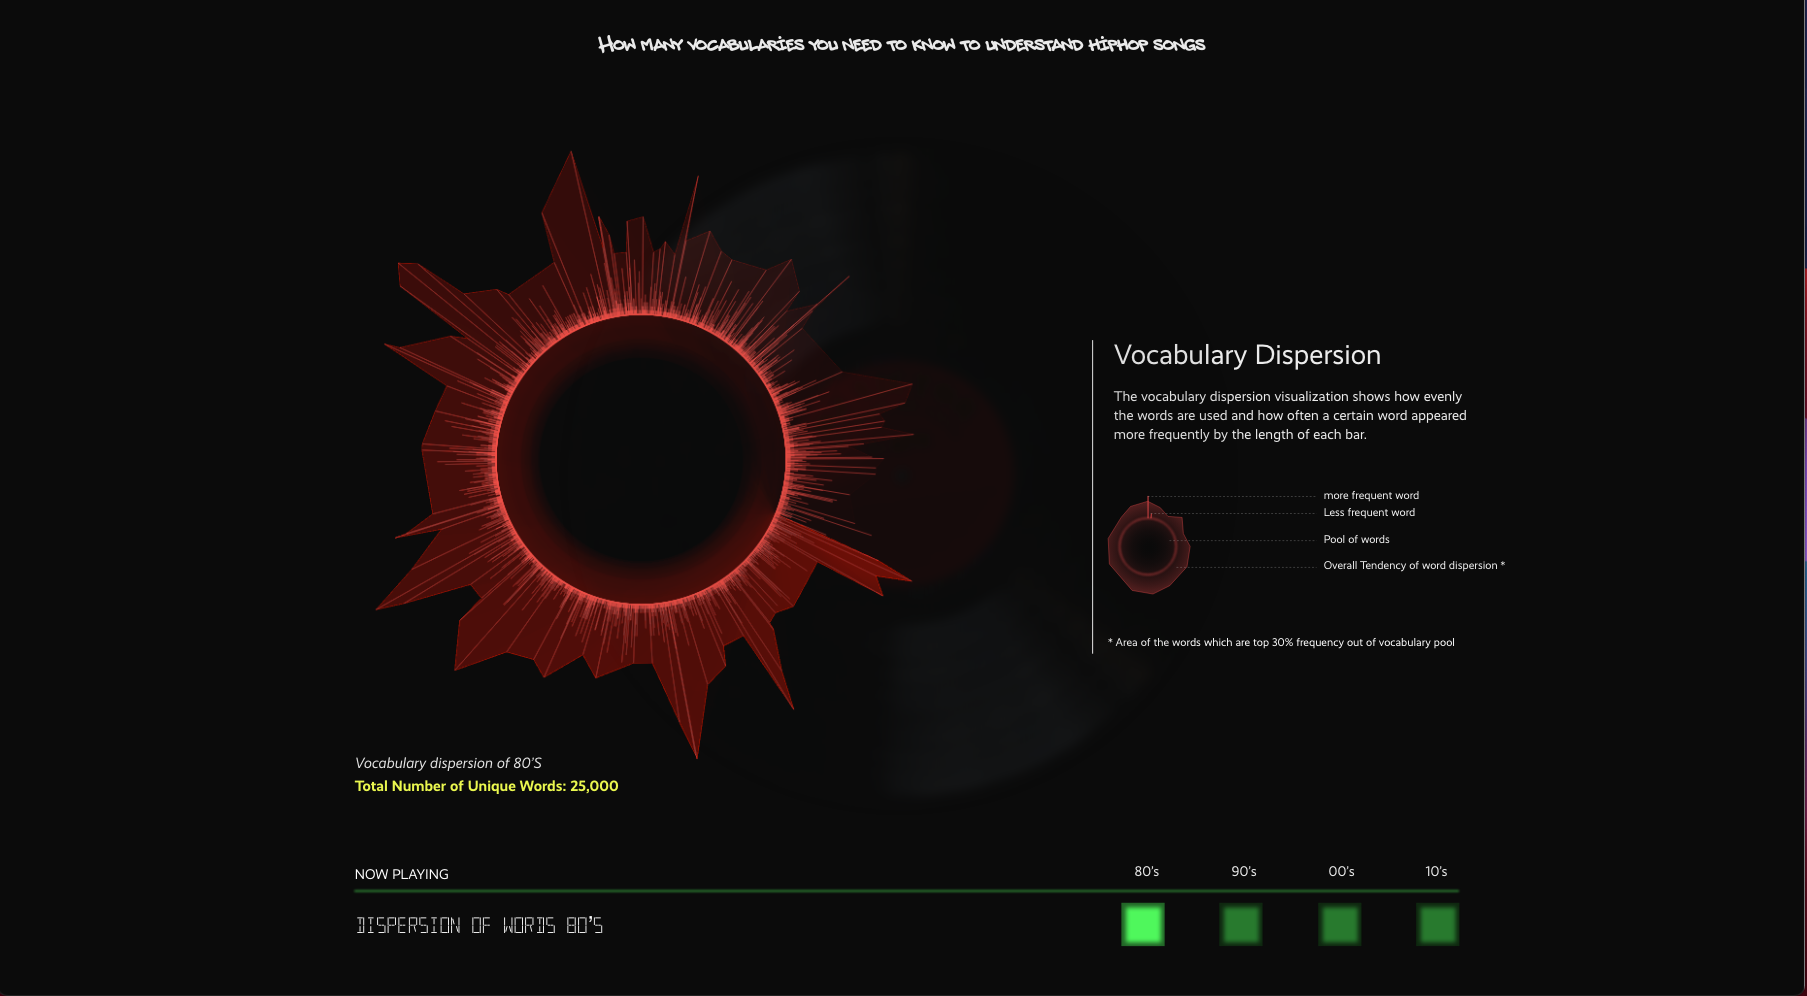 How many vocabularies you need to know to understand hiphop songs
Vocabulary Dispersion
The vocabulary dispersion visualization shows how evenly
the words are used and how often a certain word appeared
more frequently by the length of each bar.
more frequent word
Less frequent word
Pool of words
Overall Tendency of word dispersion *
* Area of the words which are top 30% frequency out of vocabulary pool
Vocabulary dispersion of 80'S
Total Number of Unique Words: 25,000
NOW PLAYING
80's 90's 00's 10's
DISPERSION OF WORDS 80'S